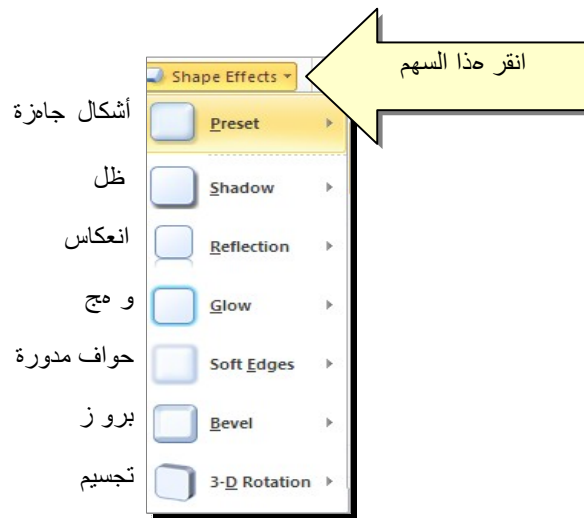 انقر هذا السهم
Shape Effects
أشكال جاهزة
Preset
ظل
Shadow
انعكاس
Reflection
و هج
Glow
حواف مدورة
Soft Edges
برو ز
Bevel
تجسيم
3-D Rotation